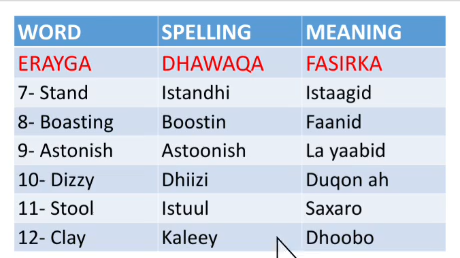 WORD SPELLING MEANING
ERAYGA DHAWAQA FASIRKA
7- Stand Istandhi Istaagid
8- Boasting Boostin Faanid
9- Astonish Astoonish La yaabid
10- Dizzy Dhiizi Duqon ah
11- Stool Istuul Saxaro
12- Clay Kaleey Dhoobo